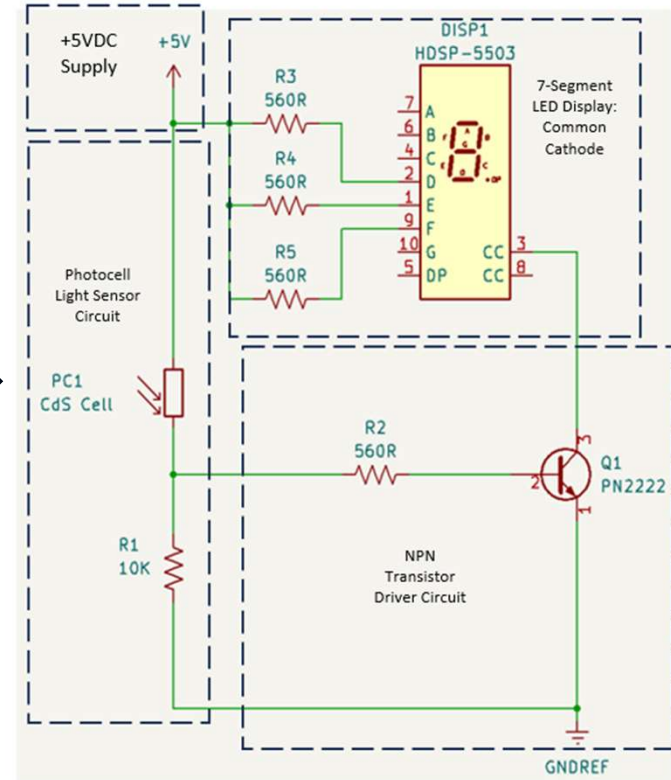 +5VDC
Supply
+5V
DISP1
HDSP-5503
7-Segment
LED Display:
Common
Cathode
R3
560R
R4
560R
R5
560R
7 A
6 B
4 C
2 D
1 E
9 F
10 G
5 DP
CC 3
CC 8
Photocell
Light Sensor
Circuit
PC1
CdS Cell
R2
560R
3
2
1
Q1
PN2222
R1
10K
NPN
Transistor
Driver Circuit
GNDREF